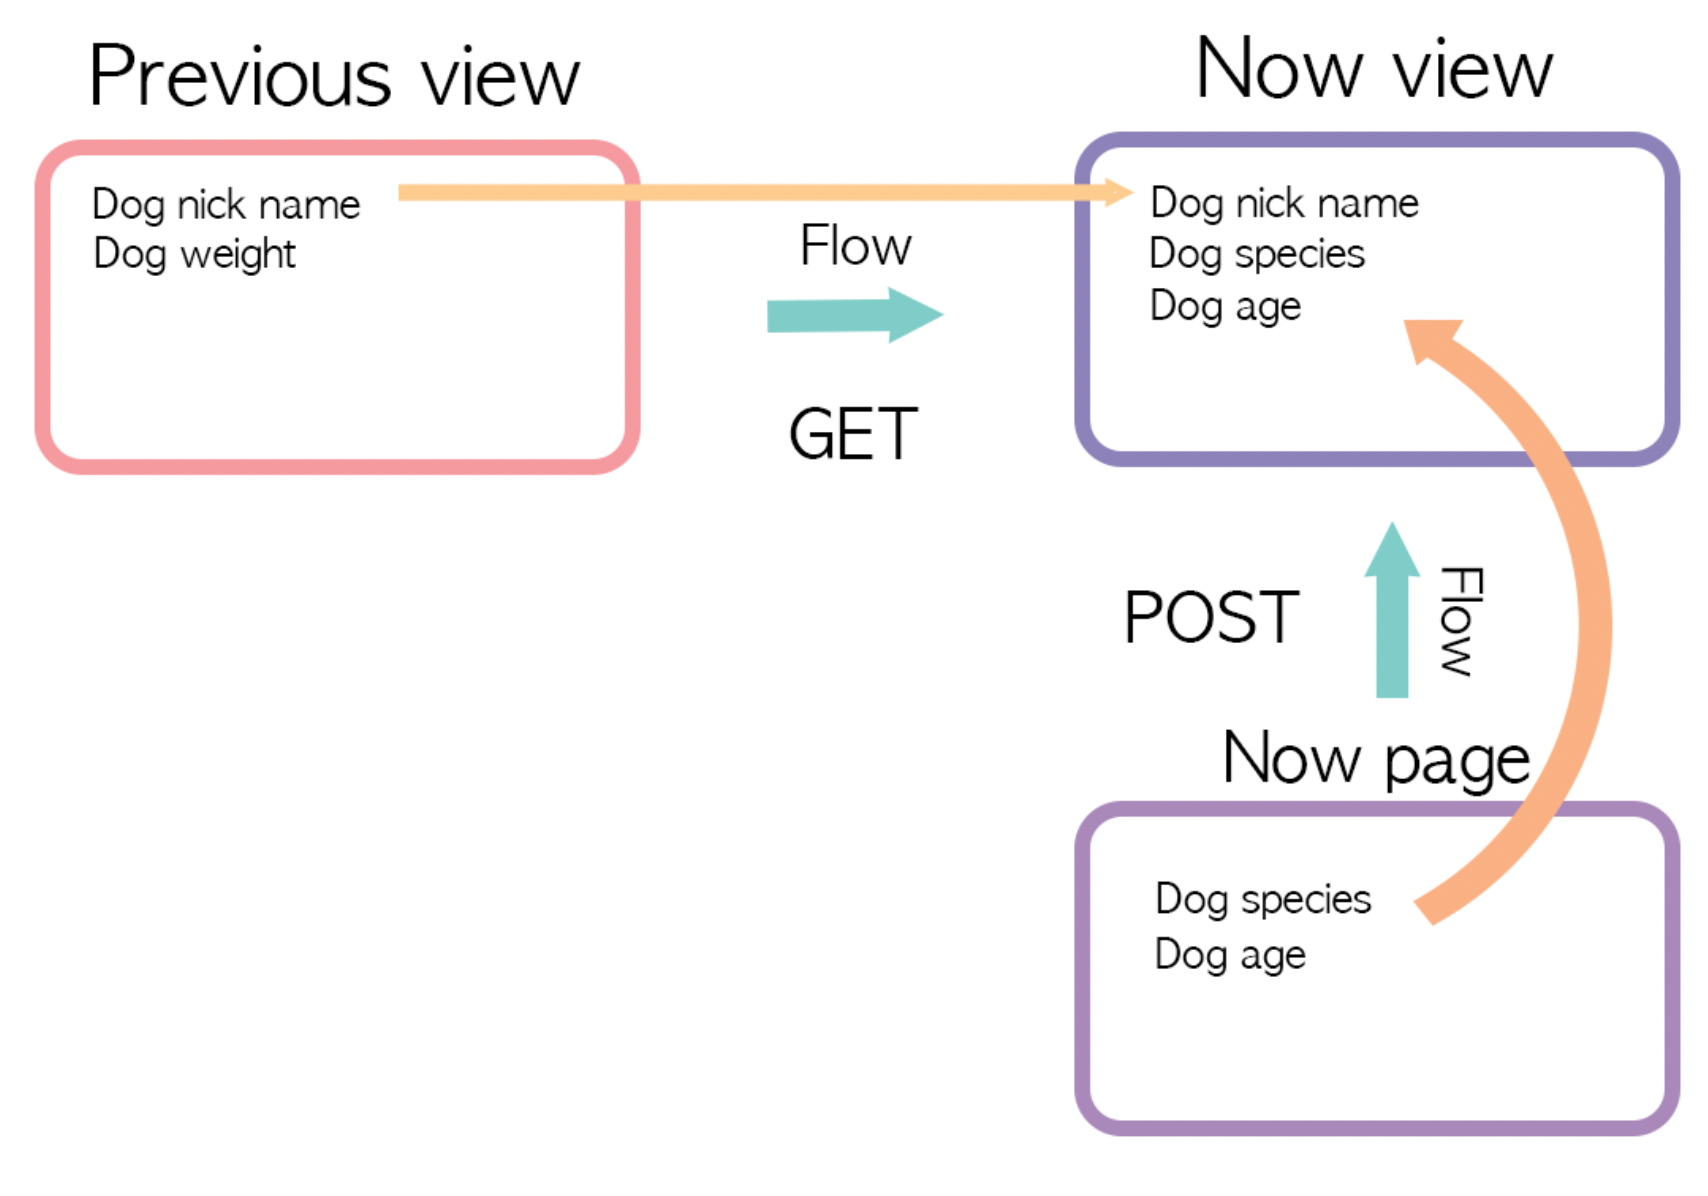 Previous view
Dog nick name
Dog weight
Flow
GET
Now view
Dog nick name
Dog species
Dog age
POST
Flow
Now page
Dog species
Dog age